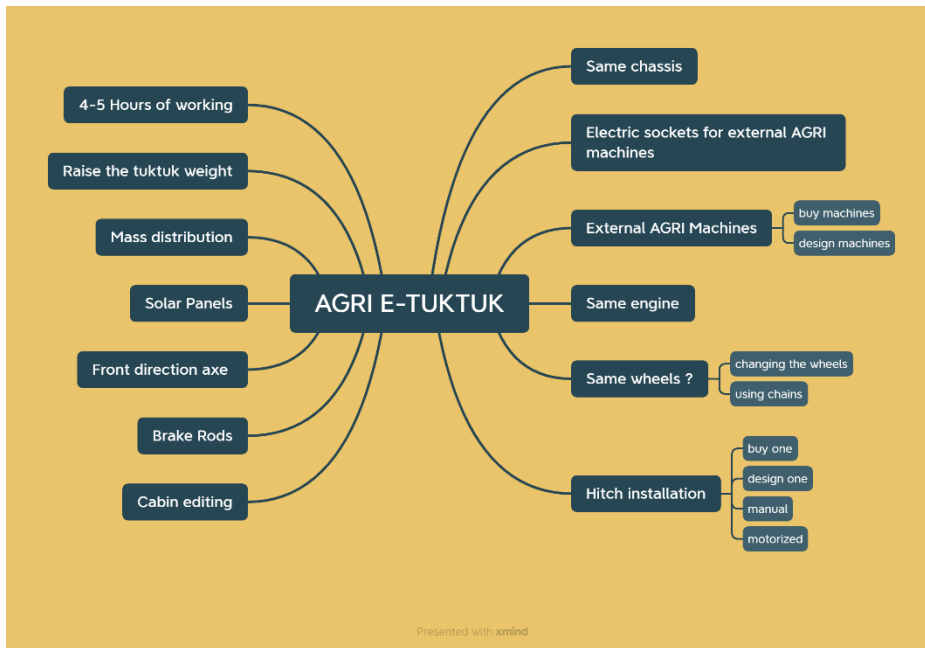 4-5 Hours of working
Raise the tuktuk weight
Mass distribution
Solar Panels
Front direction axe
Brake Rods
Cabin editing
AGRI E-TUKTUK
Same chassis
Electric sockets for external AGRI
machines
External AGRI Machines
buy machines
design machines
Same engine
Same wheels ?
changing the wheels
using chains
Hitch installation
buy one
design one
manual
motorized
Presented with xmind